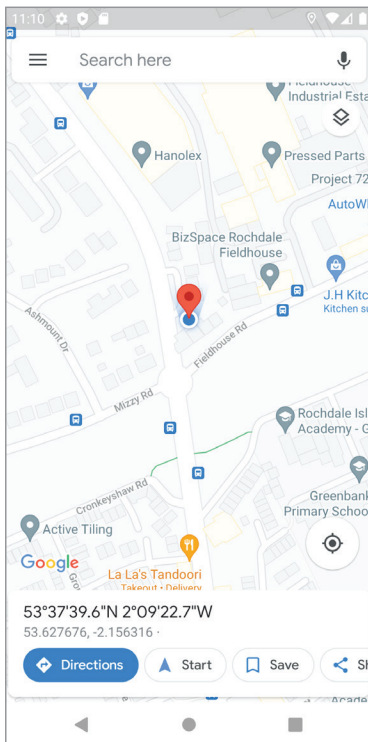 11:10
Search here
Fieldhouse
Industrial Esta
Hanolex
Pressed Parts
Project 72
AutoW
BizSpace Rochdale
Fieldhouse
J.H Kitc
Kitchen su
Ashmount Dr
Fieldhouse Rd
Mizzy Rd
Rochdale Isl
Academy - G
Cronkeyshaw Rd
Greenbank
Primary Schoo
Active Tiling
Google
Gro
La La's Tandoori
Takeout • Delivery
53°37'39.6"N 2°09'22.7"W
53.627676, -2.156316 ·
Directions
Start
Save
Sh
Acade